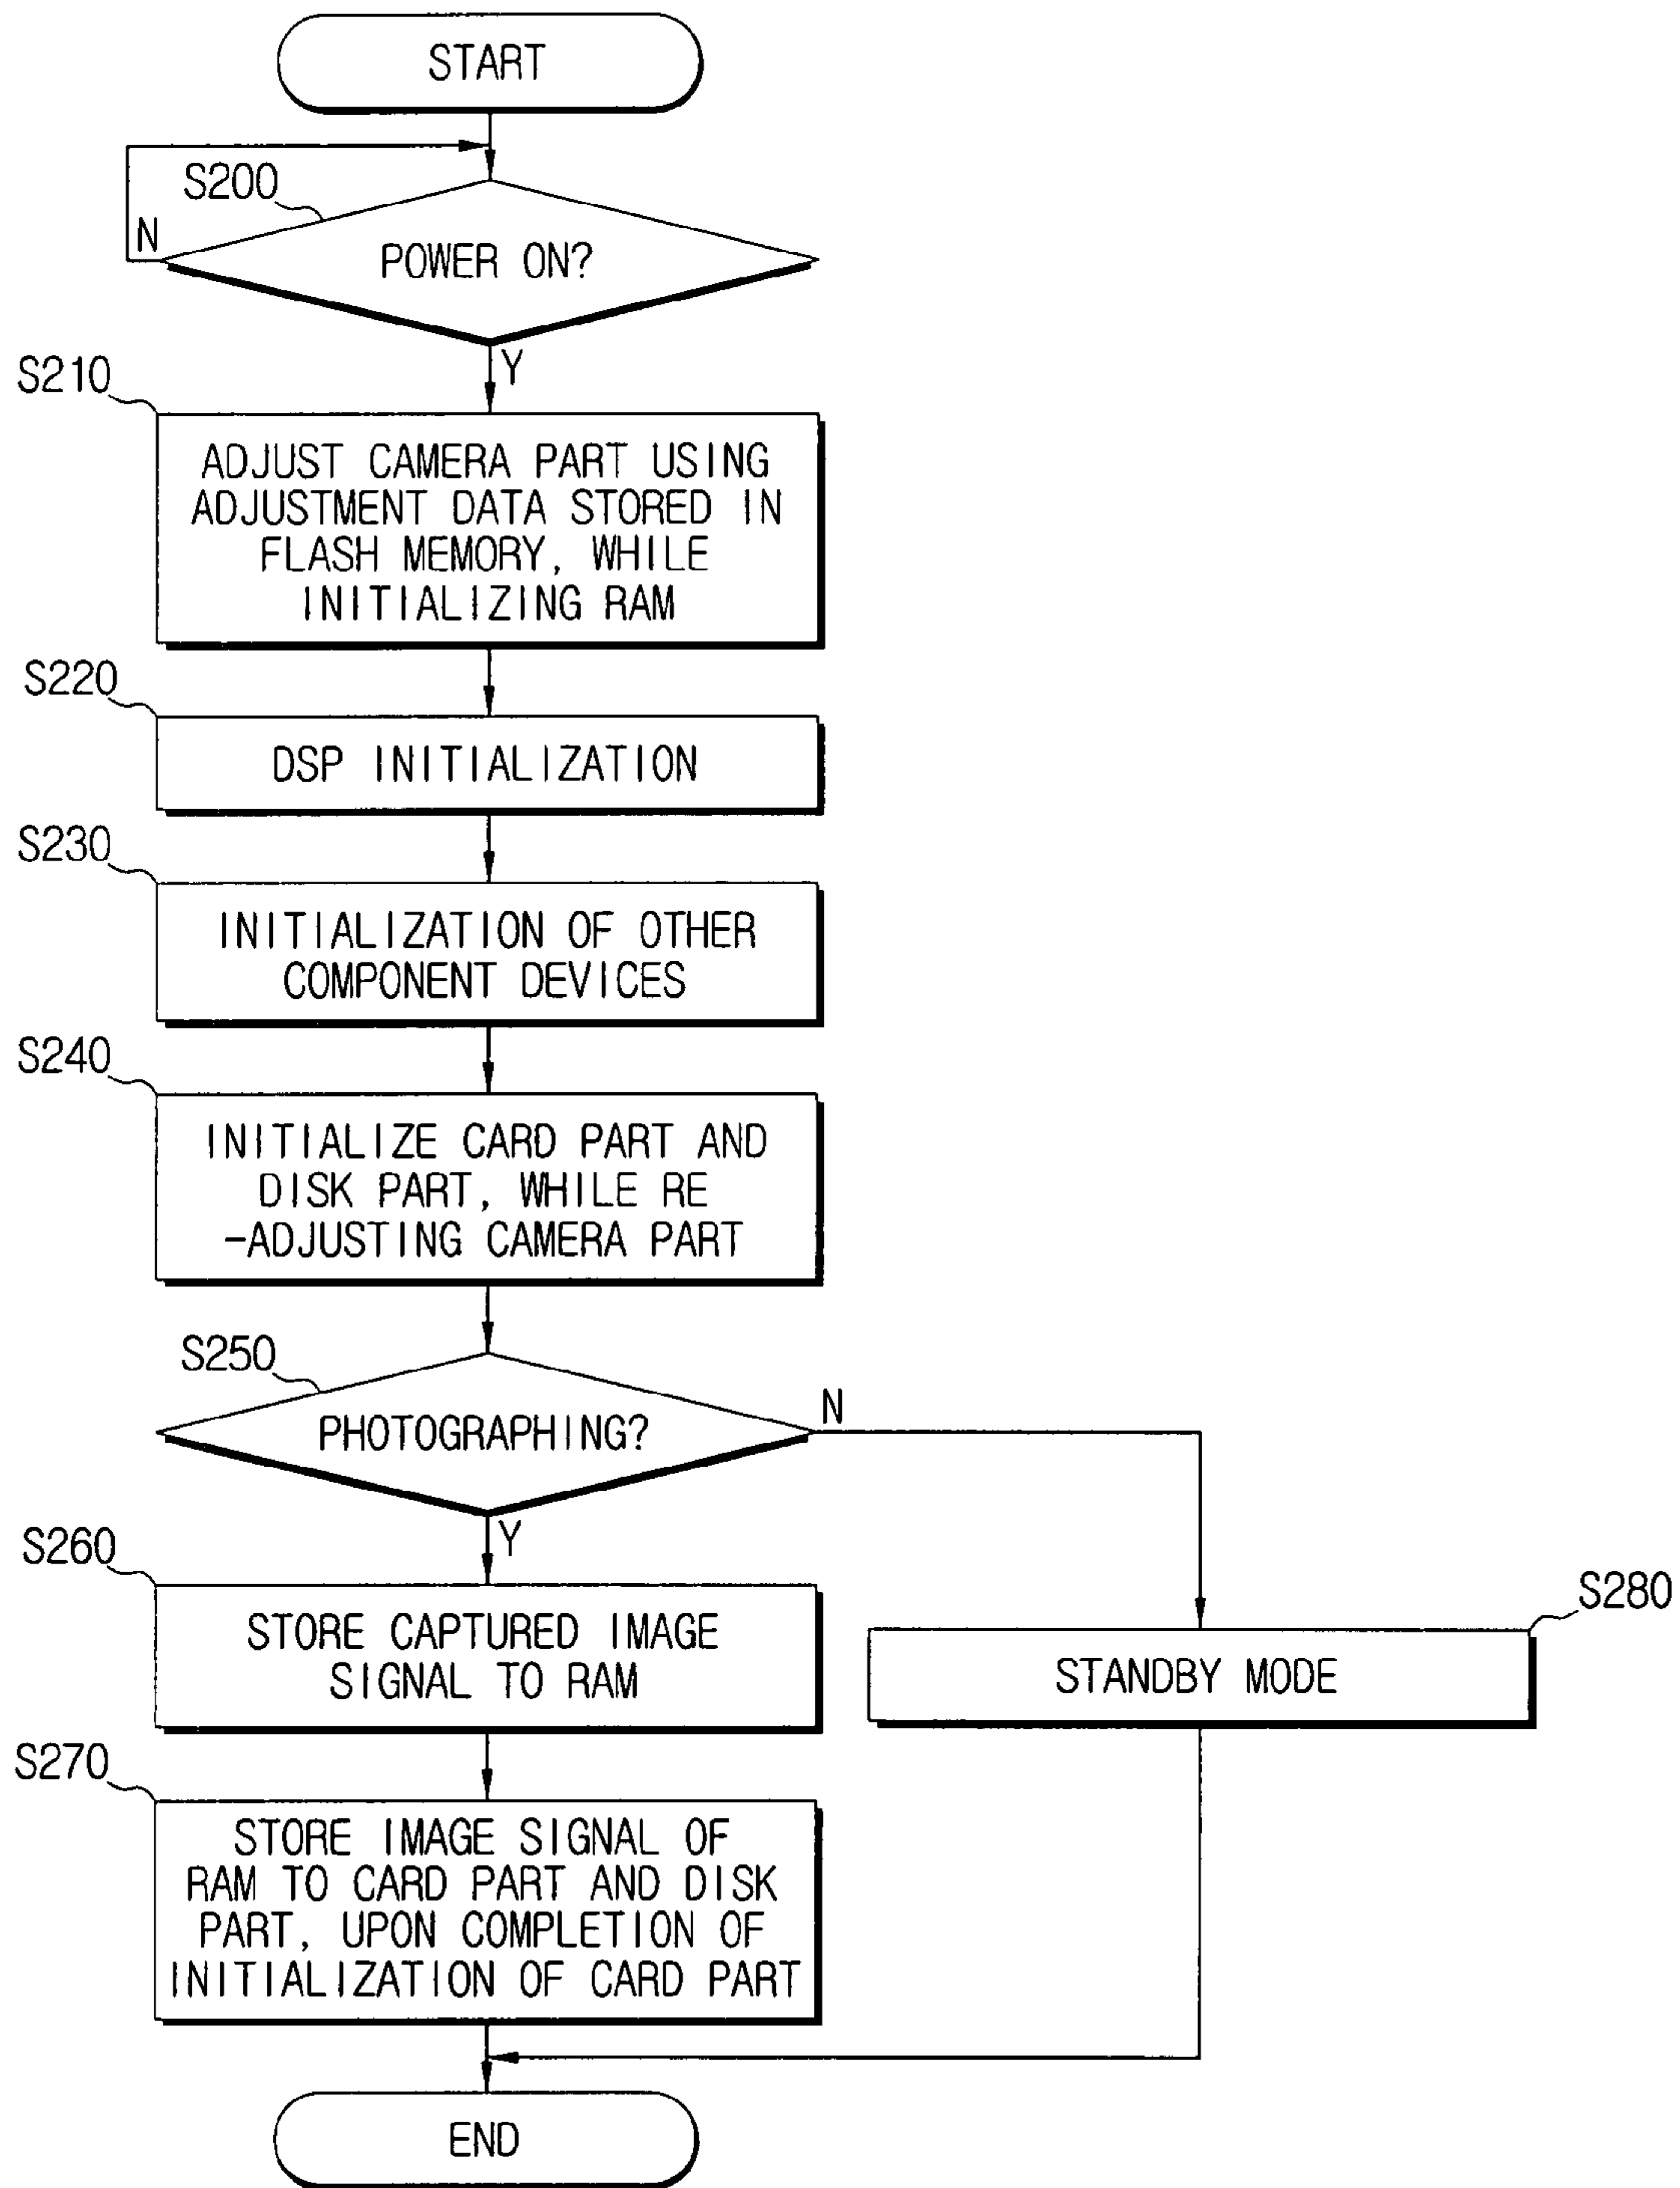 START
S200
N
POWER ON?
Y
S210
ADJUST CAMERA PART USING
ADJUSTMENT DATA STORED IN
FLASH MEMORY, WHILE
INITIALIZING RAM
S220
DSP INITIALIZATION
S230
INITIALIZATION OF OTHER
COMPONENT DEVICES
S240
INITIALIZE CARD PART AND
DISK PART, WHILE RE
-ADJUSTING CAMERA PART
S250
PHOTOGRAPHING?
N
Y
S260
STORE CAPTURED IMAGE
SIGNAL TO RAM
S280
STANDBY MODE
S270
STORE IMAGE SIGNAL OF
RAM TO CARD PART AND DISK
PART, UPON COMPLETION OF
INITIALIZATION OF CARD PART
END